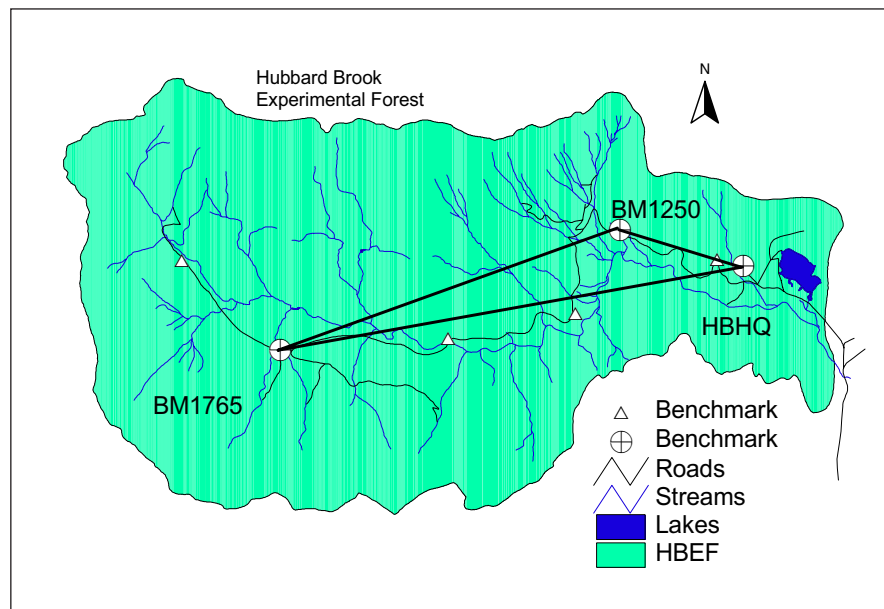 Hubbard Brook
Experimental Forest
N
BM1250
HBHQ
BM1765
Benchmark
Benchmark
Roads
Streams
Lakes
HBEF